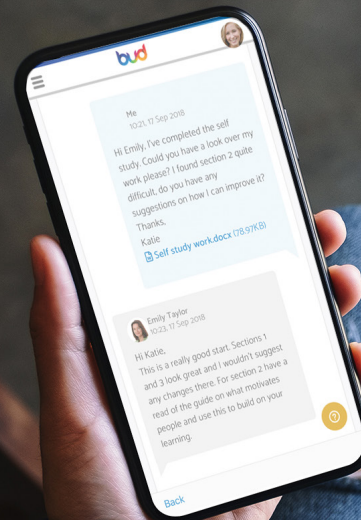 bud
Me
10:21, 17 Sep 2018
Hi Emily, I've completed the self
study. Could you have a look over my
work please? I found section 2 quite
difficult, do you have any
suggestions on how I can improve it?
Thanks,
Katie
Self study work.docx (78.97KB)
Emily Taylor
10:23, 17 Sep 2018
Hi Katie,
This is a really good start. Sections 1
and 3 look great and I wouldn't suggest
any changes there. For section 2 have a
read of the guide on what motivates
people and use this to build on your
learning.
Back